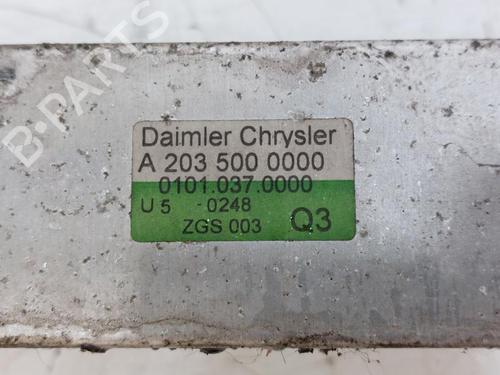 B-PARTS
Daimler Chrysler
A 203 500 0000
0101.037.0000
U 5 0248
ZGS 003 Q3